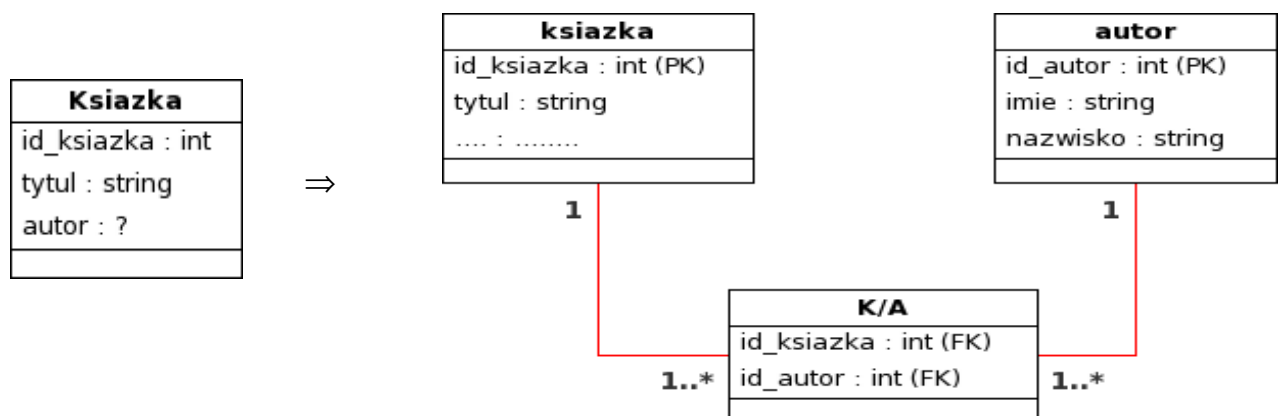 Ksiazka
id_ksiazka : int
tytul : string
autor : ?
⇒
ksiazka
id_ksiazka : int (PK)
tytul : string
.... : ........
1
autor
id_autor : int (PK)
imie : string
nazwisko : string
1
K/A
id_ksiazka : int (FK)
id_autor : int (FK)
1..*
1..*